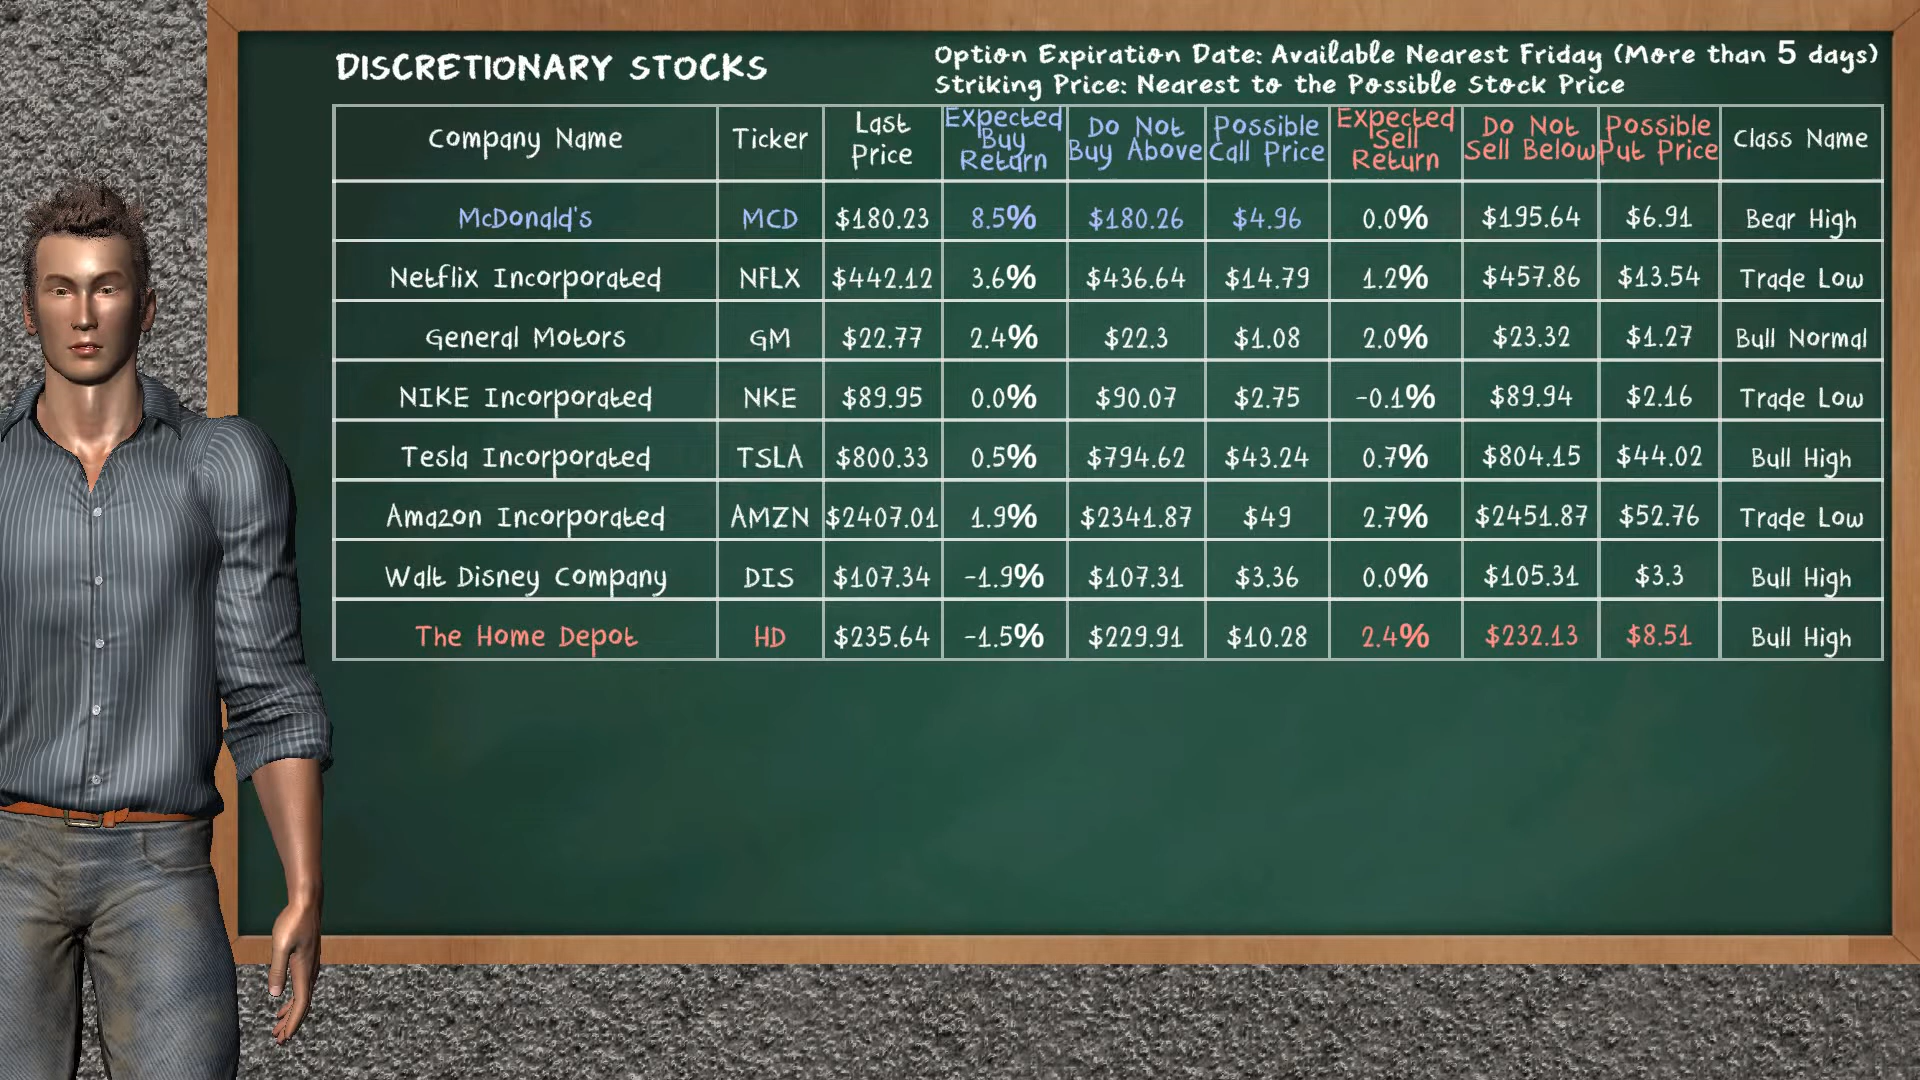 DISCRETIONARY STOCKS
Option Expiration Date: Available Nearest Friday (More than 5 days)
Striking Price: Nearest to the Possible Stock Price
Company Name Ticker Last Price Expected Buy Return Do Not Buy Above Possible Call Price Expected Sell Return Do Not Sell Below Possible Put Price Class Name
McDonald's MCD $180.23 8.5% $180.26 $4.96 0.0% $195.64 $6.91 Bear High
Netflix Incorporated NFLX $442.12 3.6% $436.64 $14.79 1.2% $457.86 $13.54 Trade Low
General Motors GM $22.77 2.4% $22.3 $1.08 2.0% $23.32 $1.27 Bull Normal
NIKE Incorporated NKE $89.95 0.0% $90.07 $2.75 -0.1% $89.94 $2.16 Trade Low
Tesla Incorporated TSLA $800.33 0.5% $794.62 $43.24 0.7% $804.15 $44.02 Bull High
Amazon Incorporated AMZN $2407.01 1.9% $2341.87 $49 2.7% $2451.87 $52.76 Trade Low
Walt Disney Company DIS $107.34 -1.9% $107.31 $3.36 0.0% $105.31 $3.3 Bull High
The Home Depot HD $235.64 -1.5% $229.91 $10.28 2.4% $232.13 $8.51 Bull High